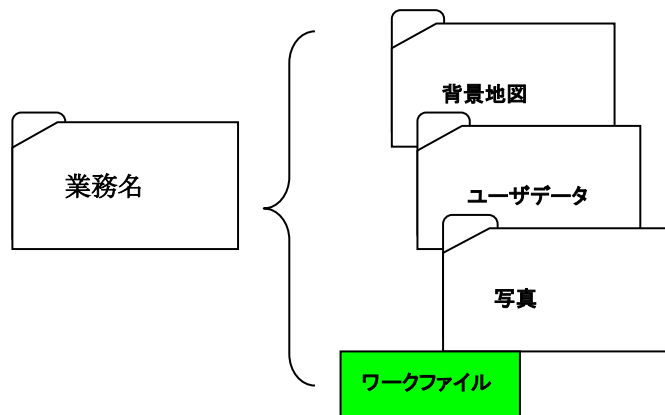 業務名
背景地図
ユーザデータ
写真
ワークファイル